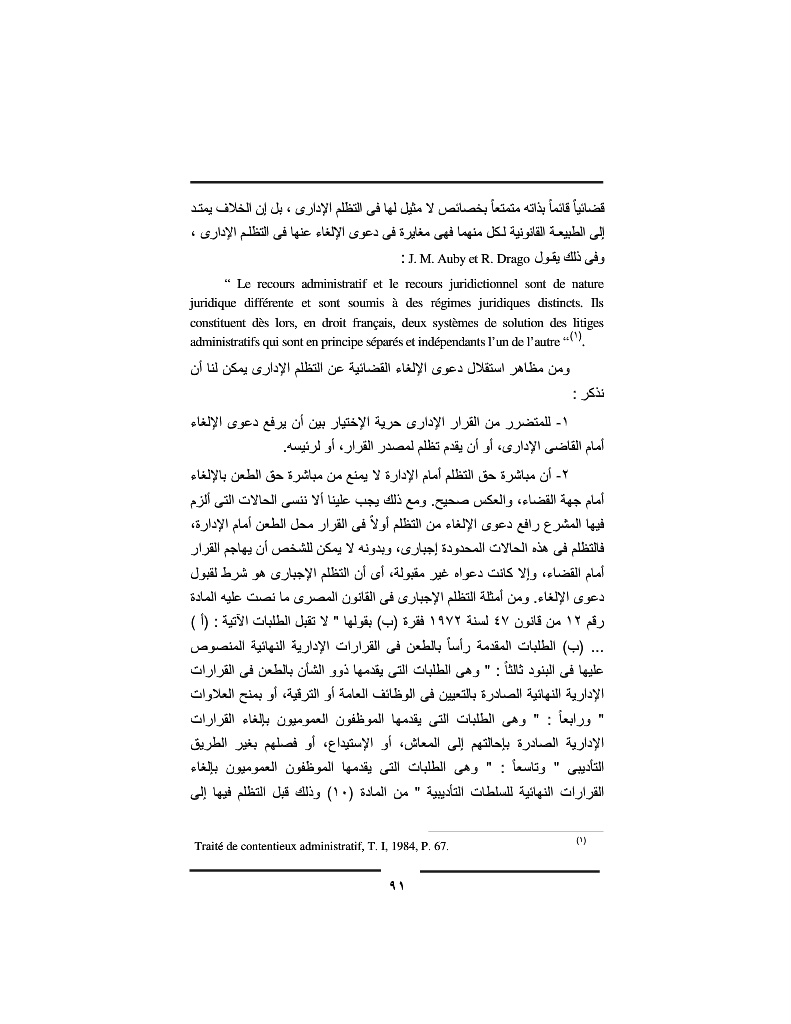 قضائياً قائماً بذاته متمتعاً بخصائص لا مثيل لها فى التظلم الإدارى ، بل إن الخلاف يمتد
إلى الطبيعة القانونية لكل منهما فهى مغايرة فى دعوى الإلغاء عنها فى التظلم الإدارى ،
وفى ذلك يقول J. M. Auby et R. Drago :
“ Le recours administratif et le recours juridictionnel sont de nature
juridique différente et sont soumis à des régimes juridiques distincts. Ils
constituent dès lors, en droit français, deux systèmes de solution des litiges
administratifs qui sont en principe séparés et indépendants l’un de l’autre “(١).
ومن مظاهر استقلال دعوى الإلغاء القضائية عن التظلم الإدارى يمكن لنا أن
نذكر :
١- للمتضرر من القرار الإدارى حرية الإختيار بين أن يرفع دعوى الإلغاء
أمام القاضى الإدارى، أو أن يقدم تظلم لمصدر القرار، أو لرئيسه.
٢- أن مباشرة حق التظلم أمام الإدارة لا يمنع من مباشرة حق الطعن بالإلغاء
أمام جهة القضاء، والعكس صحيح. ومع ذلك يجب علينا ألا ننسى الحالات التى ألزم
فيها المشرع رافع دعوى الإلغاء من التظلم أولاً فى القرار محل الطعن أمام الإدارة،
فالتظلم فى هذه الحالات المحدودة إجبارى، وبدونه لا يمكن للشخص أن يهاجم القرار
أمام القضاء، وإلا كانت دعواه غير مقبولة، أى أن التظلم الإجبارى هو شرط لقبول
دعوى الإلغاء. ومن أمثلة التظلم الإجبارى فى القانون المصرى ما نصت عليه المادة
رقم ١٢ من قانون ٤٧ لسنة ١٩٧٢ فقرة (ب) بقولها " لا تقبل الطلبات الآتية : (أ )
... (ب) الطلبات المقدمة رأساً بالطعن فى القرارات الإدارية النهائية المنصوص
عليها فى البنود ثالثاً : " وهى الطلبات التى يقدمها ذوو الشأن بالطعن فى القرارات
الإدارية النهائية الصادرة بالتعيين فى الوظائف العامة أو الترقية، أو بمنح العلاوات
" ورابعاً : " وهى الطلبات التى يقدمها الموظفون العموميون بإلغاء القرارات
الإدارية الصادرة بإحالتهم إلى المعاش، أو الإستيداع، أو فصلهم بغير الطريق
التأديبى " وتاسعاً : " وهى الطلبات التى يقدمها الموظفون العموميون بإلغاء
القرارات النهائية للسلطات التأديبية " من المادة (١٠) وذلك قبل التظلم فيها إلى
(١) Traité de contentieux administratif, T. I, 1984, P. 67.
٩١